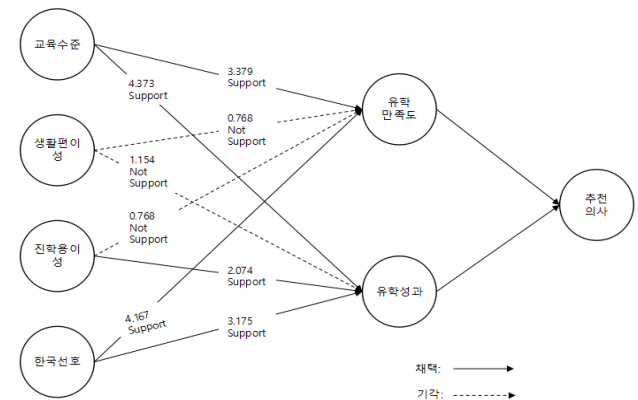 교육수준
3.379
Support
4.373
Support
유학
만족도
0.768
Not
Support
생활편이
성
1.154
Not
Support
추천
의사
0.768
Not
Support
진학용이
성
2.074
Support
유학성과
4.167
Support
3.175
Support
한국선호
채택:
기각: